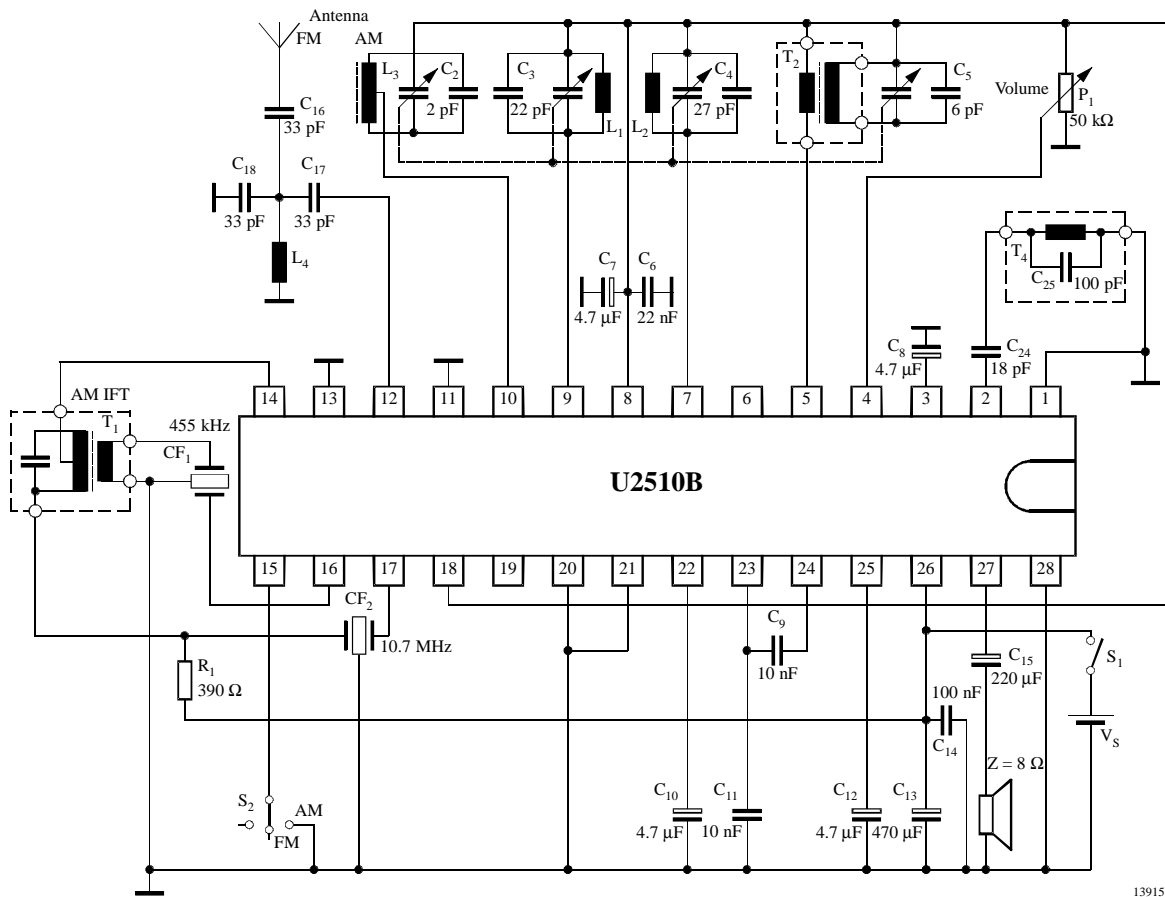 Antenna
FM
AM
L3
C2
2 pF
C3
22 pF
L1
L2
C4
27 pF
T2
C5
6 pF
Volume
P1
50 kΩ
C16
33 pF
C18
33 pF
C17
33 pF
L4
C7
4.7 µF
C6
22 nF
C8
4.7 µF
C24
18 pF
T4
C25
100 pF
AM IFT
T1
455 kHz
CF1
14
13
12
11
10
9
8
7
6
5
4
3
2
1
U2510B
15
16
17
18
19
20
21
22
23
24
25
26
27
28
CF2
10.7 MHz
R1
390 Ω
C9
10 nF
C15
220 µF
S1
100 nF
C14
VS
Z = 8 Ω
S2
AM
FM
C10
4.7 µF
C11
10 nF
C12
4.7 µF
C13
470 µF
13915